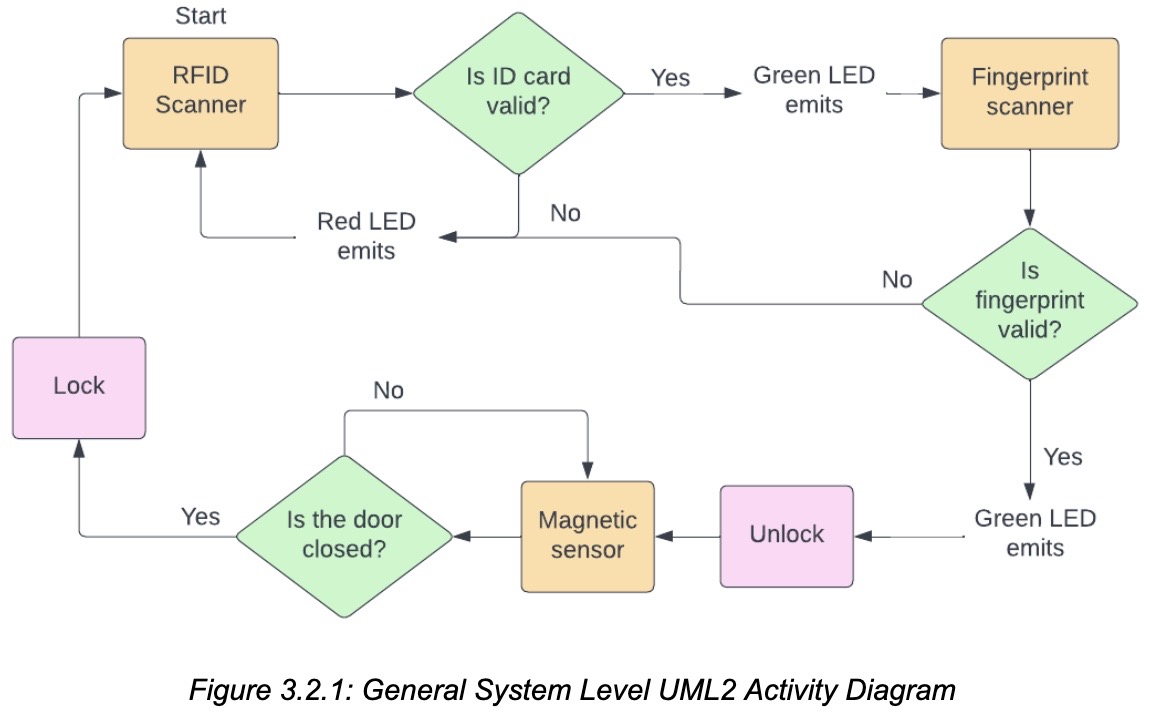 Start
RFID
Scanner
Is ID card
valid?
Yes
Green LED
emits
Fingerprint
scanner
Red LED
emits
No
No
Is
fingerprint
valid?
Lock
No
Yes
Yes
Is the door
closed?
Magnetic
sensor
Unlock
Green LED
emits
Figure 3.2.1: General System Level UML2 Activity Diagram